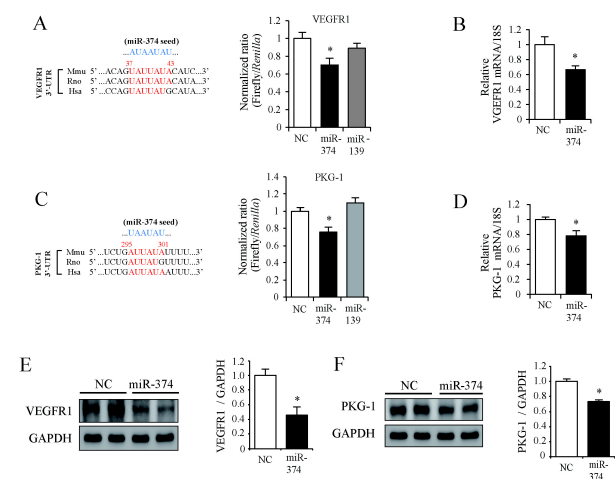 A
(miR-374 seed)
...AUAAUAU...
37 43
VEGFR1
3'-UTR
Mmu 5'...ACAGUAUUAUACAUC...3'
Rno 5'...ACAGUAUUAUACAUA...3'
Hsa 5'...CCAGUAUUAUGCAUA...3'
VEGFR1
Normalized ratio
(Firefly/Renilla)
1.2
1
0.8
0.6
0.4
0.2
0
*
NC miR-374 miR-139
B
Relative
VGEFR1 mRNA/18S
1.2
1.0
0.8
0.6
0.4
0.2
0
*
NC miR-374
C
(miR-374 seed)
...UAAUAU...
295 301
PKG-1
3'-UTR
Mmu 5'...UCUGAUUAUAUUUU...3'
Rno 5'...UCUGAUUAUGUUUU...3'
Hsa 5'...UCUGAUUAUAAUUU...3'
PKG-1
Normalized ratio
(Firefly/Renilla)
1.4
1.2
1
0.8
0.6
0.4
0.2
0
*
NC miR-374 miR-139
D
Relative
PKG-1 mRNA/18S
1.2
1.0
0.8
0.6
0.4
0.2
0
*
NC miR-374
E
NC miR-374
VEGFR1
GAPDH
VEGFR1 / GAPDH
1.2
1.0
0.8
0.6
0.4
0.2
0
*
NC miR-374
F
NC miR-374
PKG-1
GAPDH
PKG-1 / GAPDH
1.2
1.0
0.8
0.6
0.4
0.2
0
*
NC miR-374